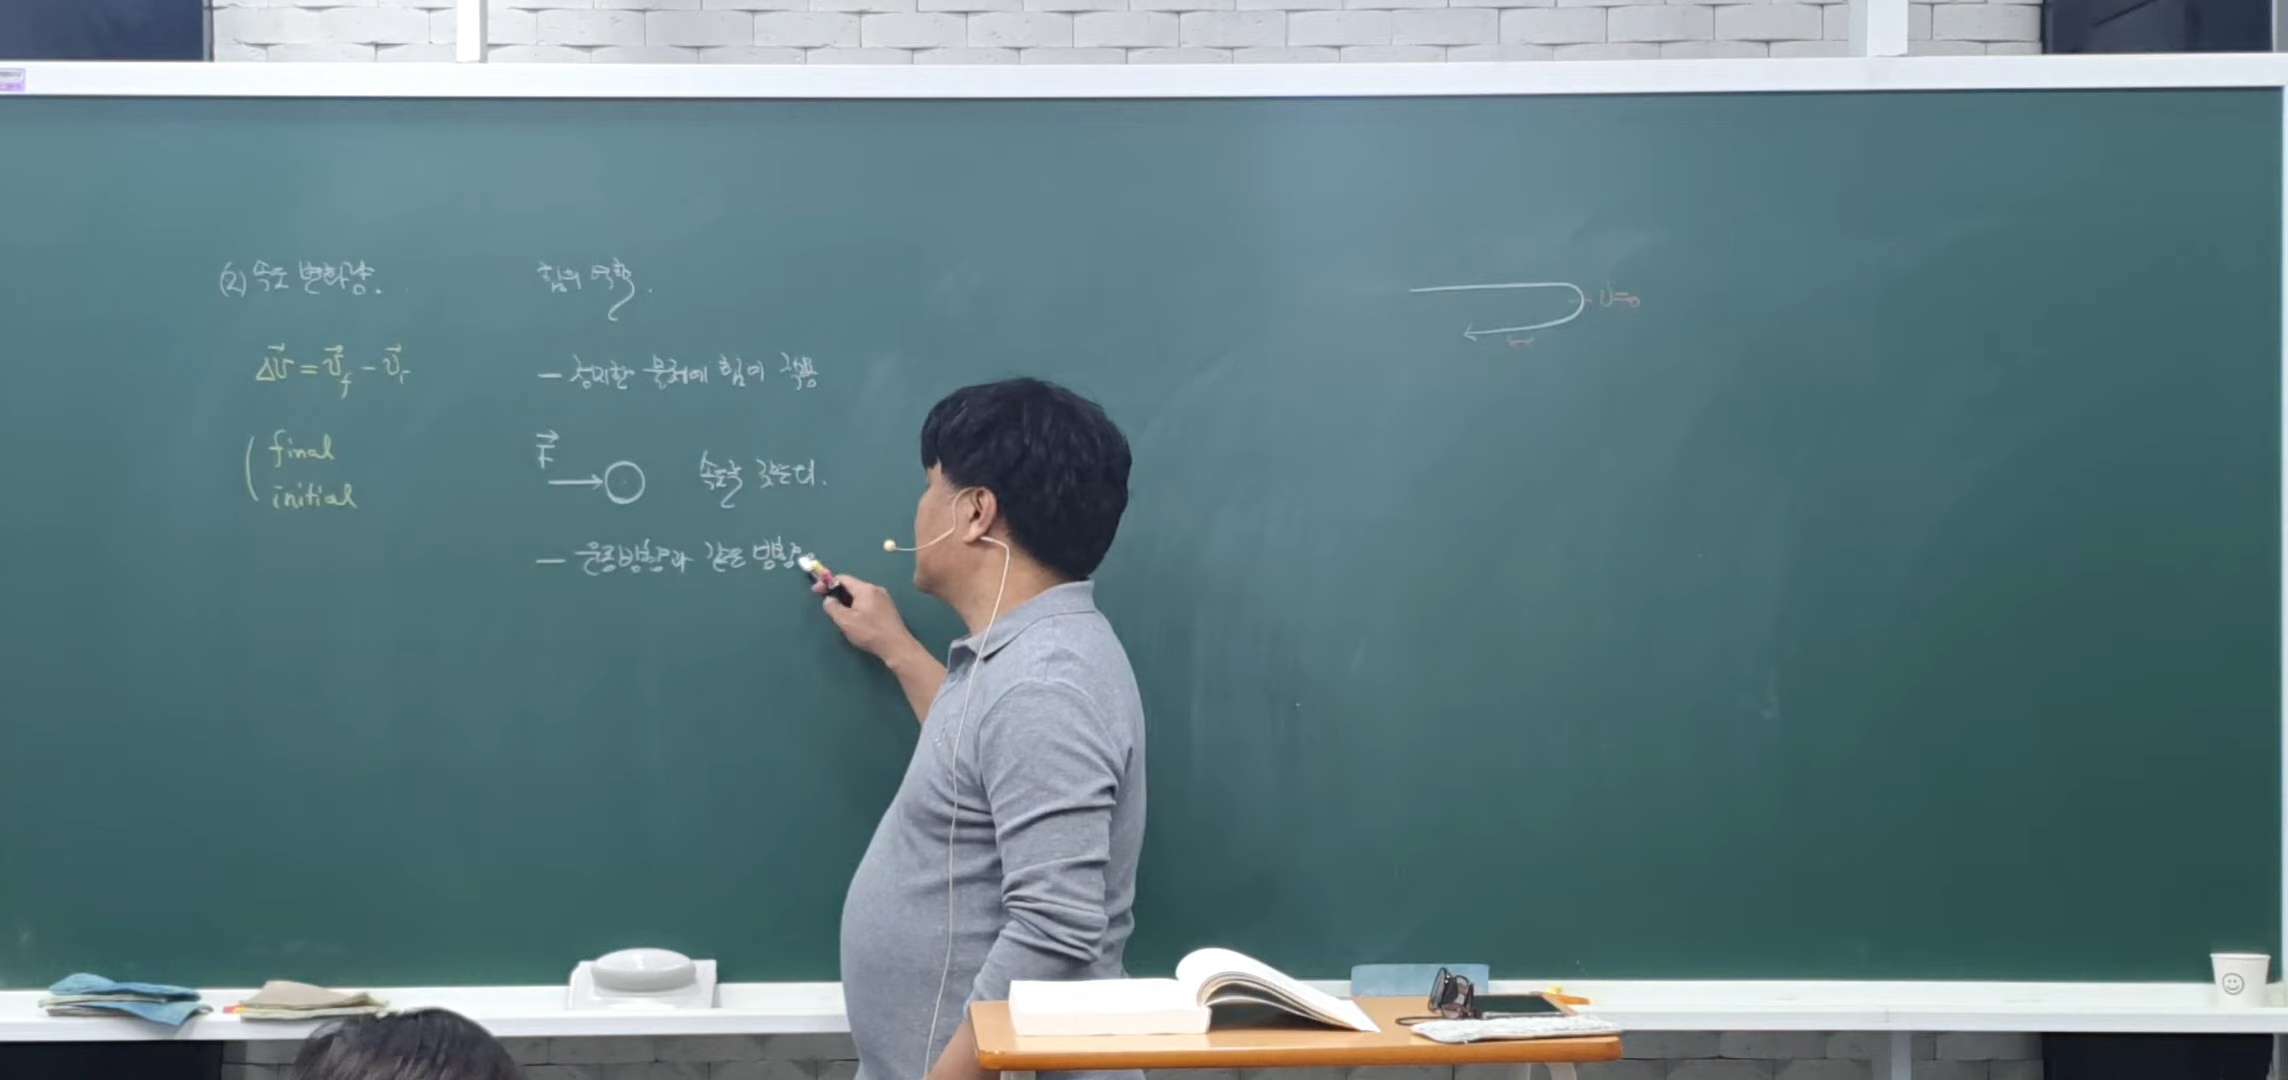 (2) 속도 변화량.
Δv⃗ = v⃗f - v⃗i
final
initial
힘의 역할.
- 정지한 물체에 힘이 작용
F⃗
속도를 갖는다.
- 운동방향과 같은 방향
v=0